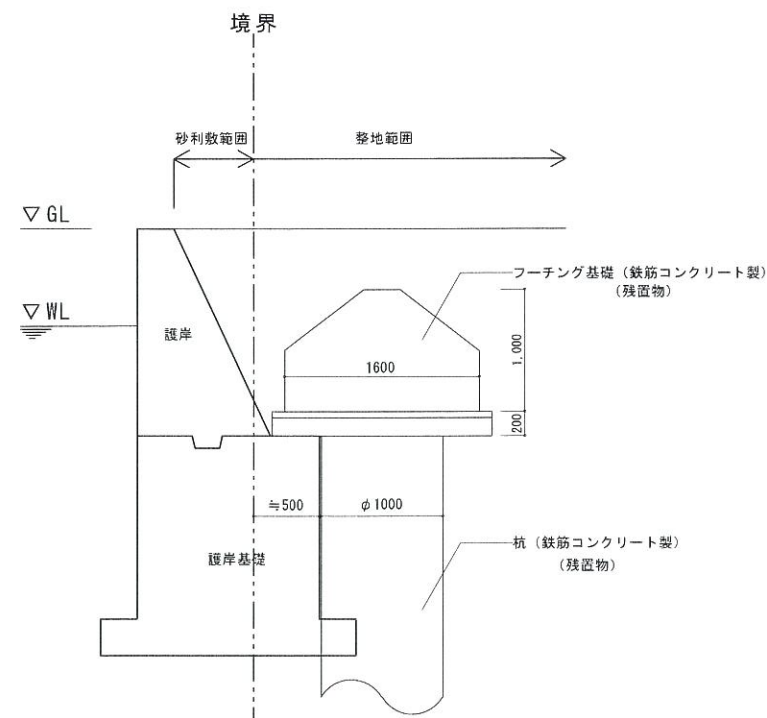 境界
砂利敷範囲
整地範囲
▽ GL
フーチング基礎（鉄筋コンクリート製）
（残置物）
▽ WL
護岸
1,000
1600
200
≒500
φ1000
杭（鉄筋コンクリート製）
（残置物）
護岸基礎